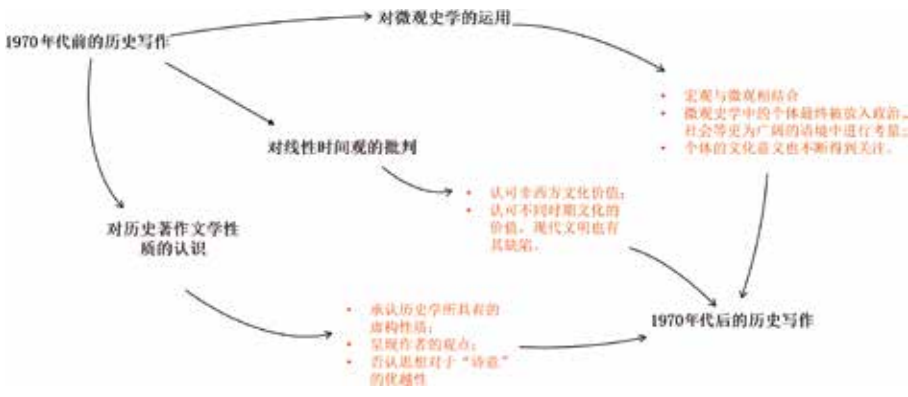 对微观史学的运用
1970年代前的历史写作
• 宏观与微观相结合
• 微观史学中的个体最终被放入政治、
社会等更为广阔的语境中进行考量;
• 个体的文化意义也不断得到关注。
对线性时间观的批判
• 认可非西方文化价值;
• 认可不同时期文化的
价值，现代文明也有
其缺陷。
对历史著作文学性
质的认识
• 承认历史学所具有的
虚构性质;
• 呈现作者的观点;
• 否认思想对于“诗意”
的优越性
1970年代后的历史写作